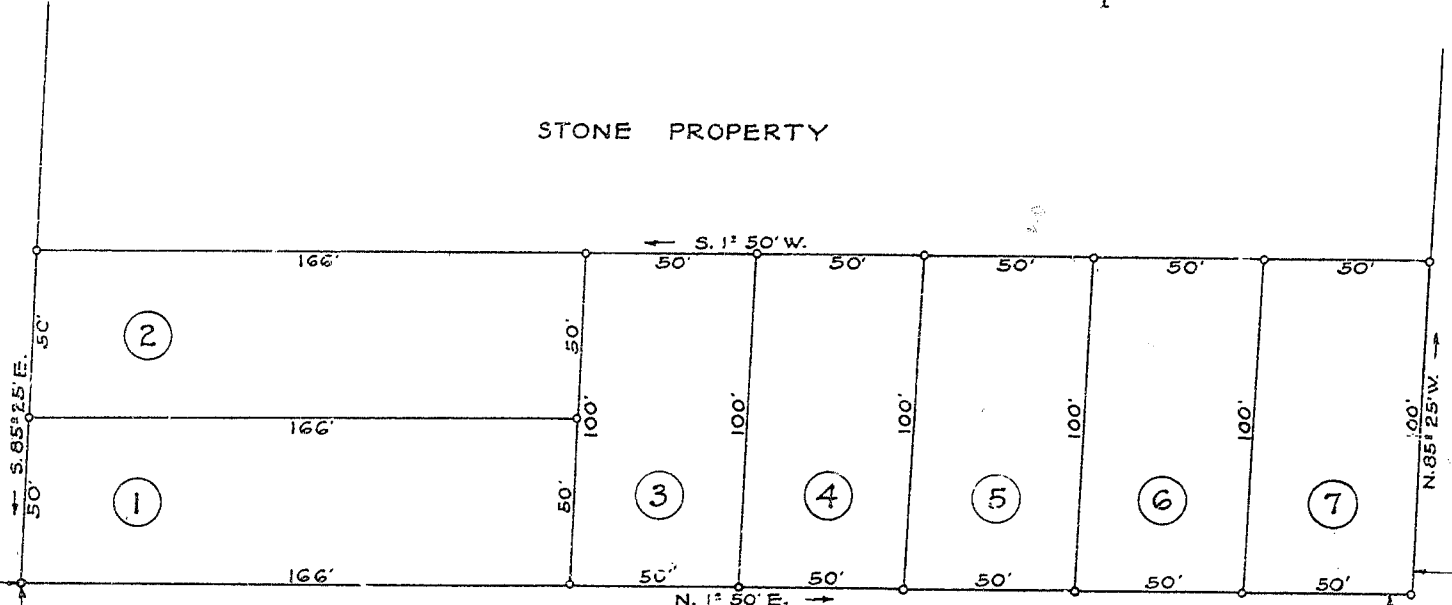 STONE PROPERTY
← S. 1° 50' W.
166' 50' 50' 50' 50' 50'
50' 2 50'
← S. 85° 25' E.
N. 85° 25' W. →
166'
100' 100' 100' 100' 100' 100'
50' 1 50' 3 4 5 6 7
166' 50' 50' 50' 50' 50'
N. 1° 50' E. →